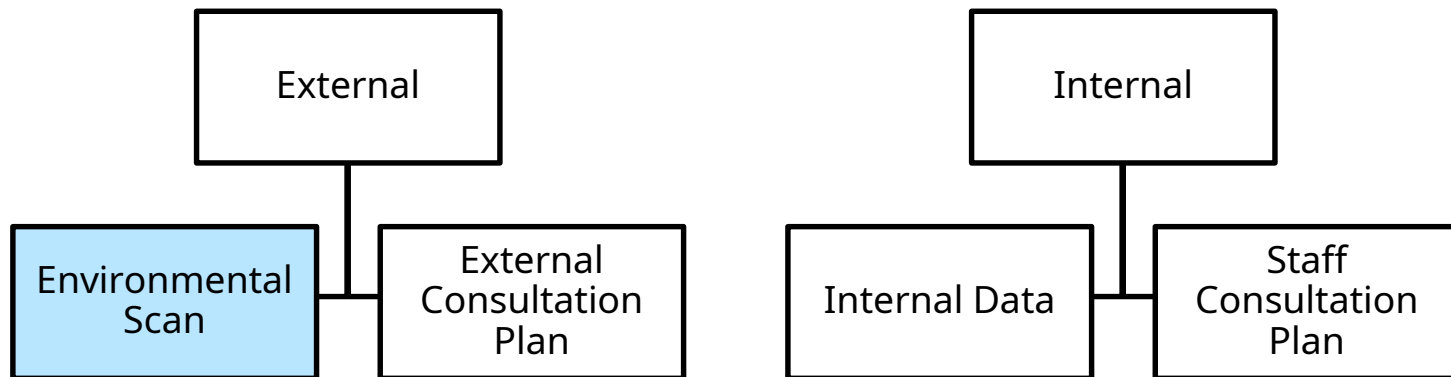 External
Internal
Environmental
Scan
External
Consultation
Plan
Internal Data
Staff
Consultation
Plan